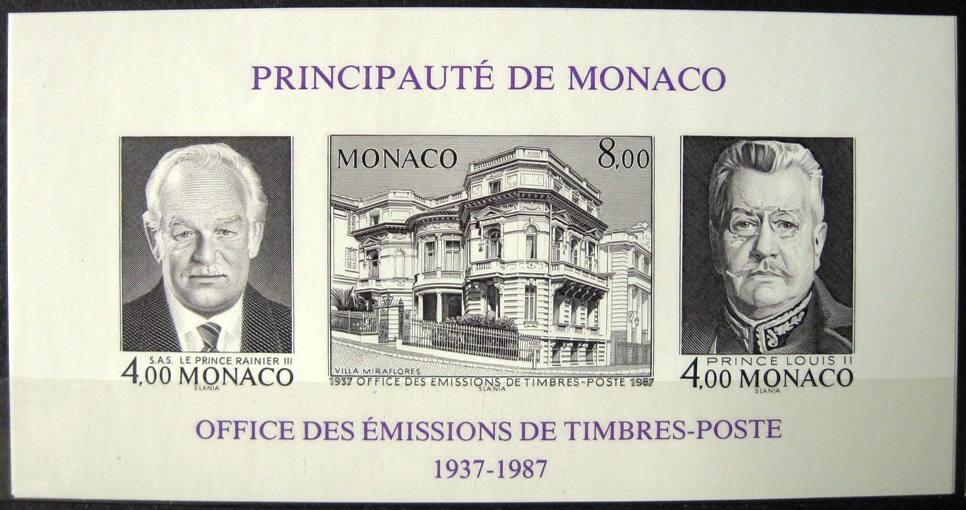 PRINCIPAUTÉ DE MONACO
S.A.S. LE PRINCE RAINIER III
4,00 MONACO
SLANIA
MONACO 8,00
VILLA MIRAFLORES
1937 OFFICE DES EMISSIONS DE TIMBRES-POSTE 1987
SLANIA
PRINCE LOUIS II
4,00 MONACO
SLANIA
OFFICE DES ÉMISSIONS DE TIMBRES-POSTE
1937-1987